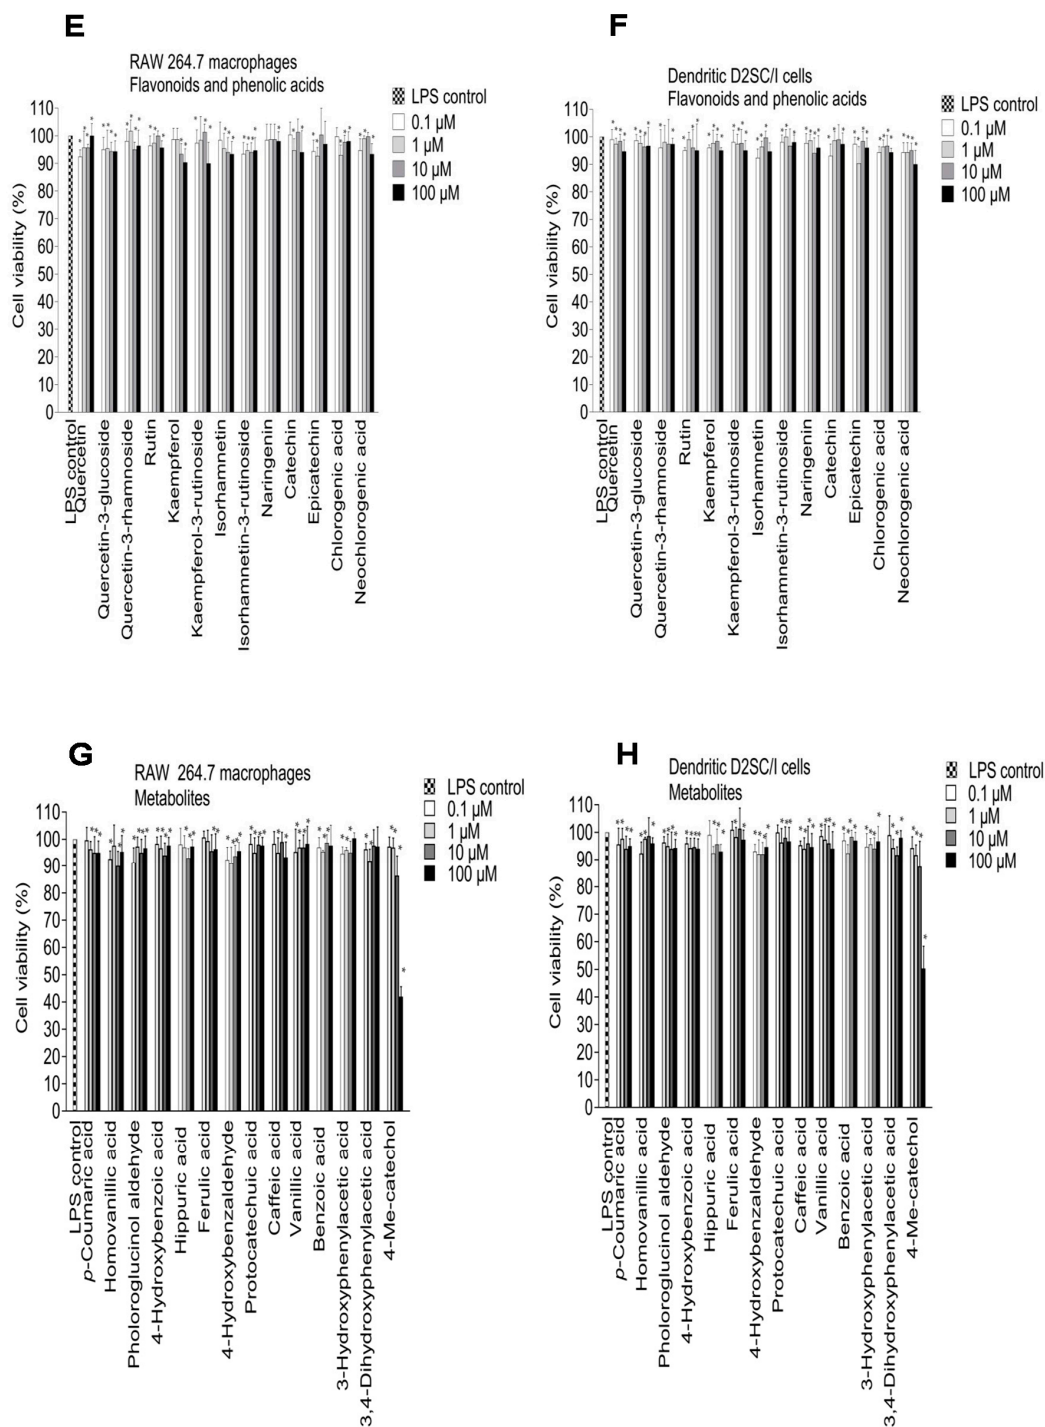 E
RAW 264.7 macrophages
Flavonoids and phenolic acids
LPS control
0.1 µM
1 µM
10 µM
100 µM
Cell viability (%)
110
100
90
80
70
60
50
40
30
20
10
0
LPS control
Quercetin
Quercetin-3-glucoside
Quercetin-3-rhamnoside
Rutin
Kaempferol
Kaempferol-3-rutinoside
Isorhamnetin
Isorhamnetin-3-rutinoside
Naringenin
Catechin
Epicatechin
Chlorogenic acid
Neochlorogenic acid
F
Dendritic D2SC/I cells
Flavonoids and phenolic acids
LPS control
0.1 µM
1 µM
10 µM
100 µM
Cell viability (%)
110
100
90
80
70
60
50
40
30
20
10
0
LPS control
Quercetin
Quercetin-3-glucoside
Quercetin-3-rhamnoside
Rutin
Kaempferol
Kaempferol-3-rutinoside
Isorhamnetin
Isorhamnetin-3-rutinoside
Naringenin
Catechin
Epicatechin
Chlorogenic acid
Neochlorogenic acid
G
RAW 264.7 macrophages
Metabolites
LPS control
0.1 µM
1 µM
10 µM
100 µM
Cell viability (%)
110
100
90
80
70
60
50
40
30
20
10
0
LPS control
p-Coumaric acid
Homovanillic acid
Pholoroglucinol aldehyde
4-Hydroxybenzoic acid
Hippuric acid
Ferulic acid
4-Hydroxybenzaldehyde
Protocatechuic acid
Caffeic acid
Vanillic acid
Benzoic acid
3-Hydroxyphenylacetic acid
3,4-Dihydroxyphenylacetic acid
4-Me-catechol
H
Dendritic D2SC/I cells
Metabolites
LPS control
0.1 µM
1 µM
10 µM
100 µM
Cell viability (%)
110
100
90
80
70
60
50
40
30
20
10
0
LPS control
p-Coumaric acid
Homovanillic acid
Pholoroglucinol aldehyde
4-Hydroxybenzoic acid
Hippuric acid
Ferulic acid
4-Hydroxybenzaldehyde
Protocatechuic acid
Caffeic acid
Vanillic acid
Benzoic acid
3-Hydroxyphenylacetic acid
3,4-Dihydroxyphenylacetic acid
4-Me-catechol